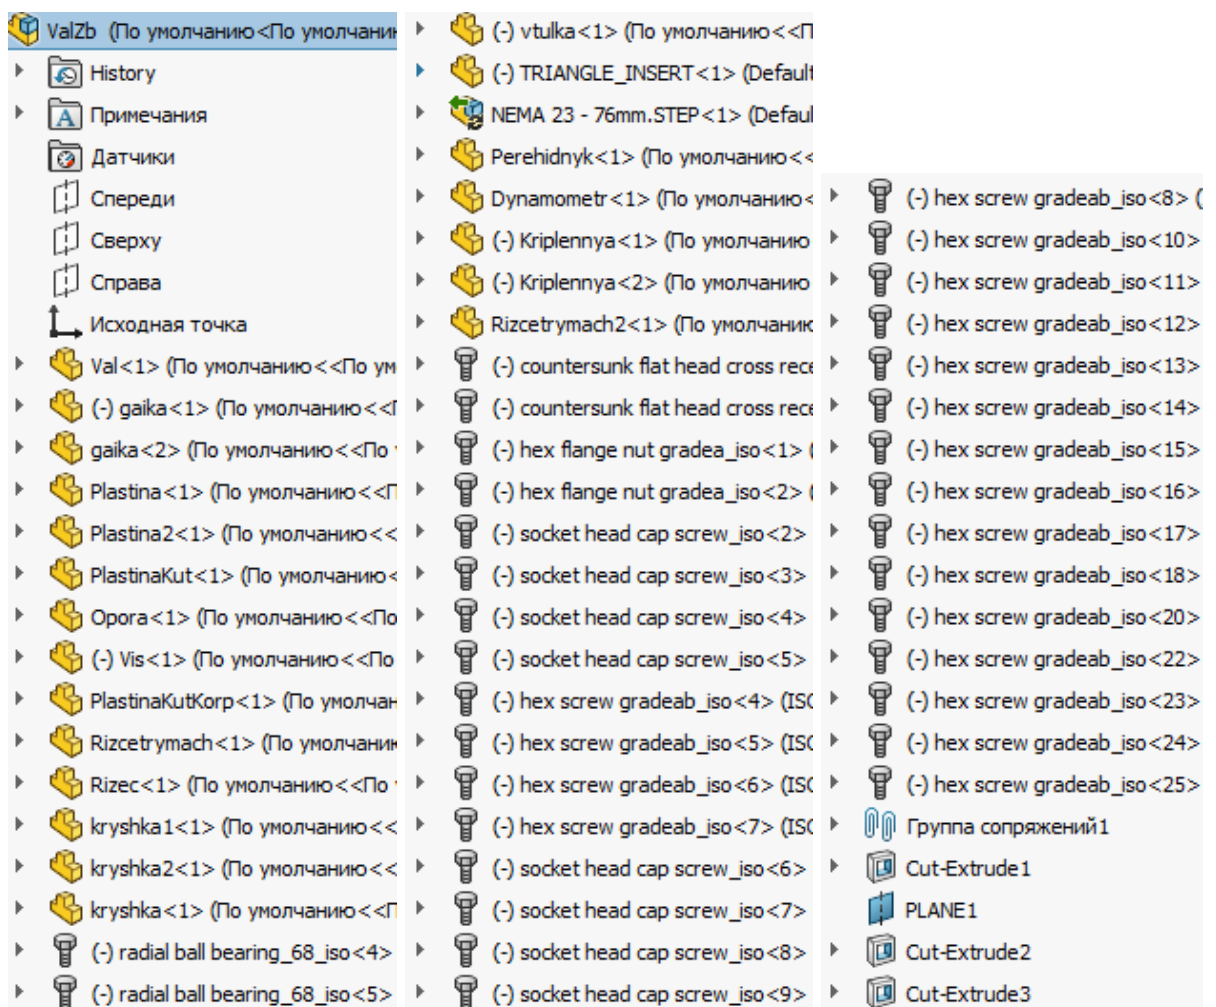 ValZb (По умолчанию<По умолчани
History
Примечания
Датчики
Спереди
Сверху
Справа
Исходная точка
Val<1> (По умолчанию<<По ум
(-) gaika<1> (По умолчанию<<П
gaika<2> (По умолчанию<<По
Plastina<1> (По умолчанию<<П
Plastina2<1> (По умолчанию<<
PlastinaKut<1> (По умолчанию<
Opora<1> (По умолчанию<<По
(-) Vis<1> (По умолчанию<<По
PlastinaKutKorp<1> (По умолчан
Rizcetrymach<1> (По умолчани
Rizec<1> (По умолчанию<<По
kryshka1<1> (По умолчанию<<
kryshka2<1> (По умолчанию<<
kryshka<1> (По умолчанию<<П
(-) radial ball bearing_68_iso<4>
(-) radial ball bearing_68_iso<5>
(-) vtulka<1> (По умолчанию<<П
(-) TRIANGLE_INSERT<1> (Default
NEMA 23 - 76mm.STEP<1> (Defaul
Perehidnyk<1> (По умолчанию<<
Dynamometr<1> (По умолчанию<
(-) Kriplennya<1> (По умолчанию
(-) Kriplennya<2> (По умолчанию
Rizcetrymach2<1> (По умолчани
(-) countersunk flat head cross rece
(-) countersunk flat head cross rece
(-) hex flange nut gradea_iso<1> (
(-) hex flange nut gradea_iso<2> (
(-) socket head cap screw_iso<2>
(-) socket head cap screw_iso<3>
(-) socket head cap screw_iso<4>
(-) socket head cap screw_iso<5>
(-) hex screw gradeab_iso<4> (ISO
(-) hex screw gradeab_iso<5> (ISO
(-) hex screw gradeab_iso<6> (ISO
(-) hex screw gradeab_iso<7> (ISO
(-) socket head cap screw_iso<6>
(-) socket head cap screw_iso<7>
(-) socket head cap screw_iso<8>
(-) socket head cap screw_iso<9>
(-) hex screw gradeab_iso<8> (
(-) hex screw gradeab_iso<10>
(-) hex screw gradeab_iso<11>
(-) hex screw gradeab_iso<12>
(-) hex screw gradeab_iso<13>
(-) hex screw gradeab_iso<14>
(-) hex screw gradeab_iso<15>
(-) hex screw gradeab_iso<16>
(-) hex screw gradeab_iso<17>
(-) hex screw gradeab_iso<18>
(-) hex screw gradeab_iso<20>
(-) hex screw gradeab_iso<22>
(-) hex screw gradeab_iso<23>
(-) hex screw gradeab_iso<24>
(-) hex screw gradeab_iso<25>
Группа сопряжений1
Cut-Extrude1
PLANE1
Cut-Extrude2
Cut-Extrude3